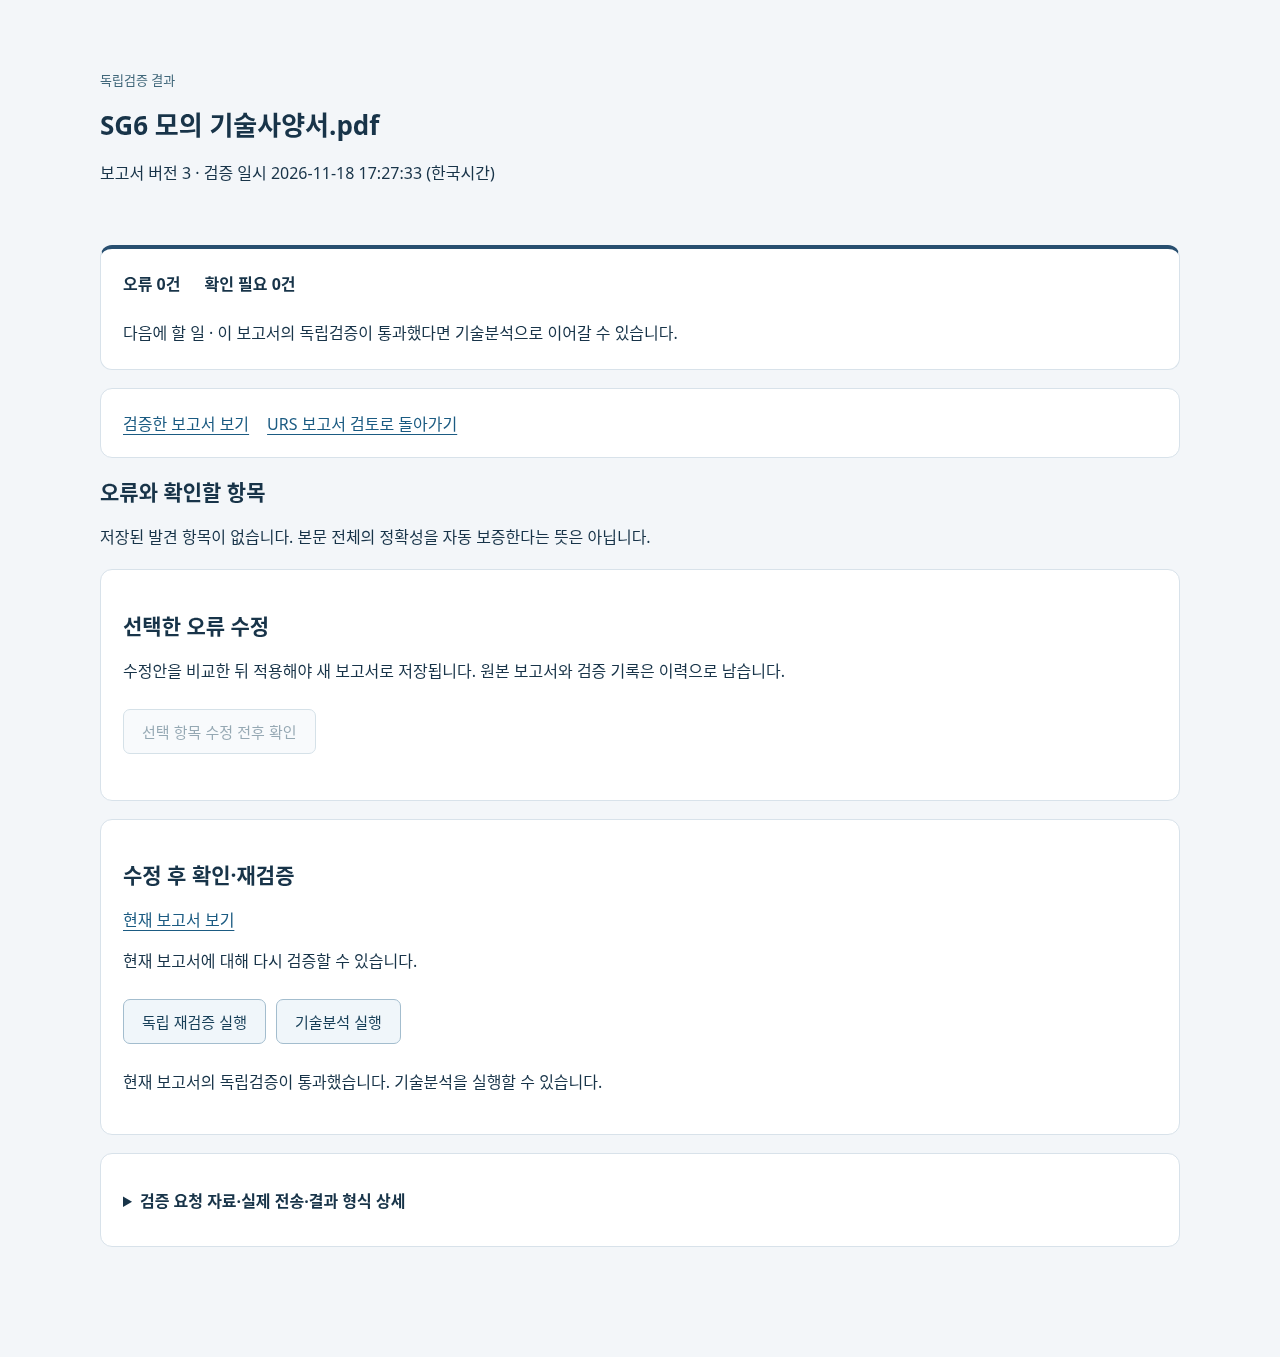 독립검증 결과
SG6 모의 기술사양서.pdf
보고서 버전 3 · 검증 일시 2026-11-18 17:27:33 (한국시간)
오류 0건 확인 필요 0건
다음에 할 일 · 이 보고서의 독립검증이 통과했다면 기술분석으로 이어갈 수 있습니다.
검증한 보고서 보기 URS 보고서 검토로 돌아가기
오류와 확인할 항목
저장된 발견 항목이 없습니다. 본문 전체의 정확성을 자동 보증한다는 뜻은 아닙니다.
선택한 오류 수정
수정안을 비교한 뒤 적용해야 새 보고서로 저장됩니다. 원본 보고서와 검증 기록은 이력으로 남습니다.
선택 항목 수정 전후 확인
수정 후 확인·재검증
현재 보고서 보기
현재 보고서에 대해 다시 검증할 수 있습니다.
독립 재검증 실행 기술분석 실행
현재 보고서의 독립검증이 통과했습니다. 기술분석을 실행할 수 있습니다.
검증 요청 자료·실제 전송·결과 형식 상세